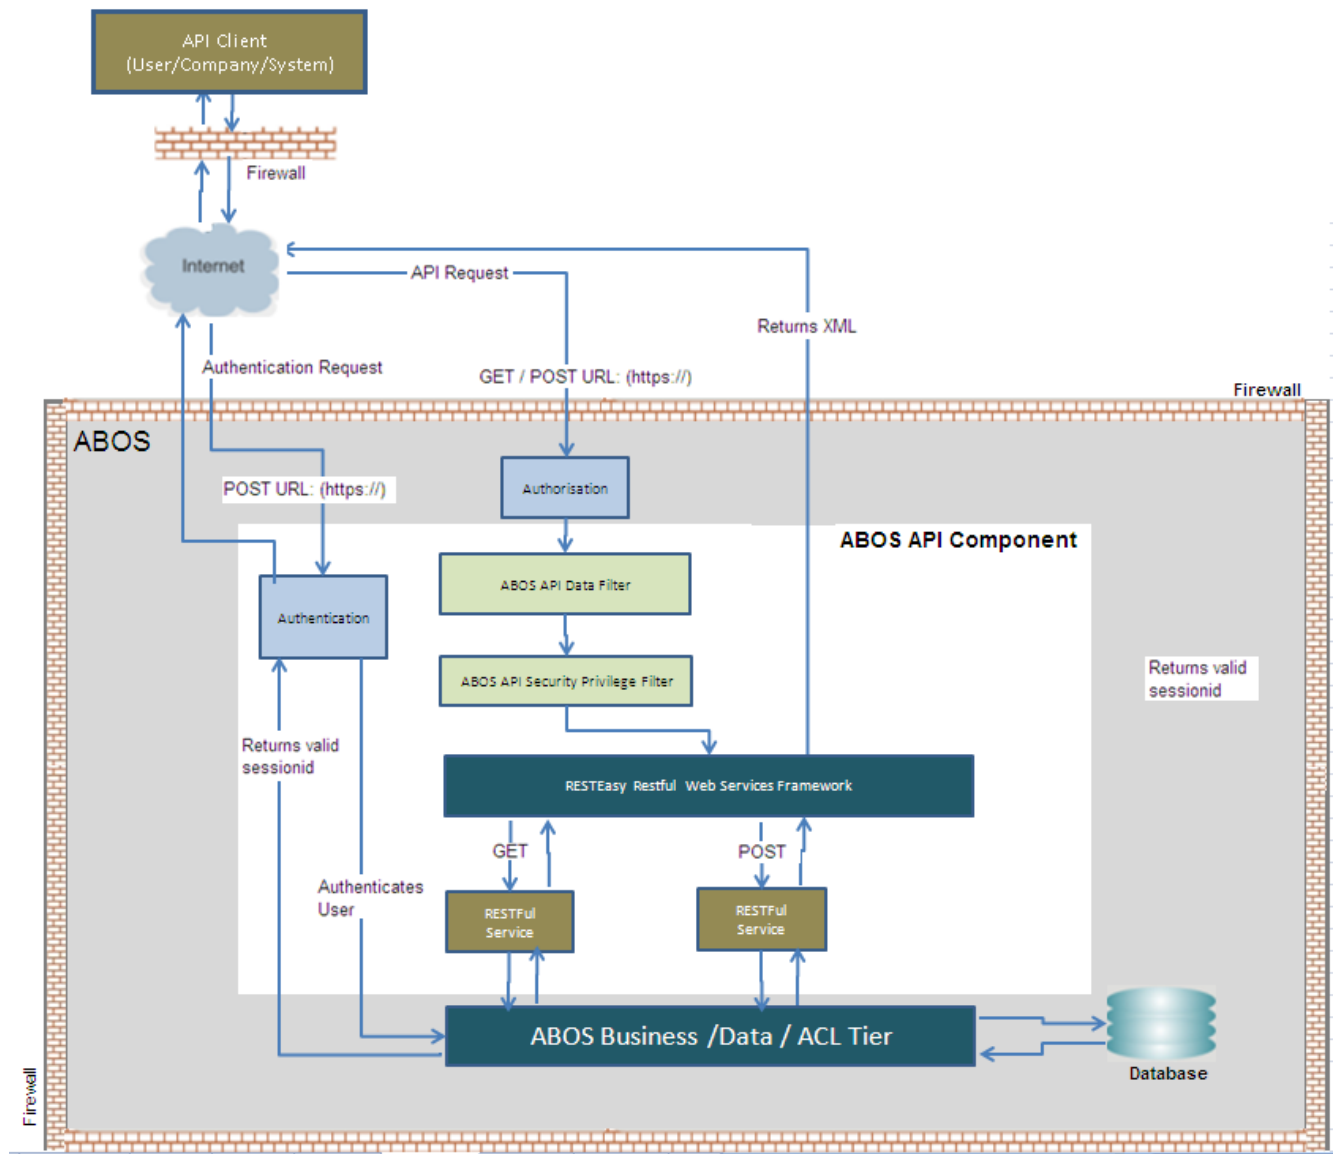 API Client
(User/Company/System)
Firewall
Internet
API Request
Returns XML
Authentication Request
GET / POST URL: (https://)
Firewall
ABOS
POST URL: (https://)
Authorisation
ABOS API Component
ABOS API Data Filter
Authentication
ABOS API Security Privilege Filter
Returns valid
sessionid
Returns valid
sessionid
RESTEasy Restful Web Services Framework
GET
POST
Authenticates
User
RESTFul
Service
RESTFul
Service
ABOS Business /Data / ACL Tier
Database
Firewall